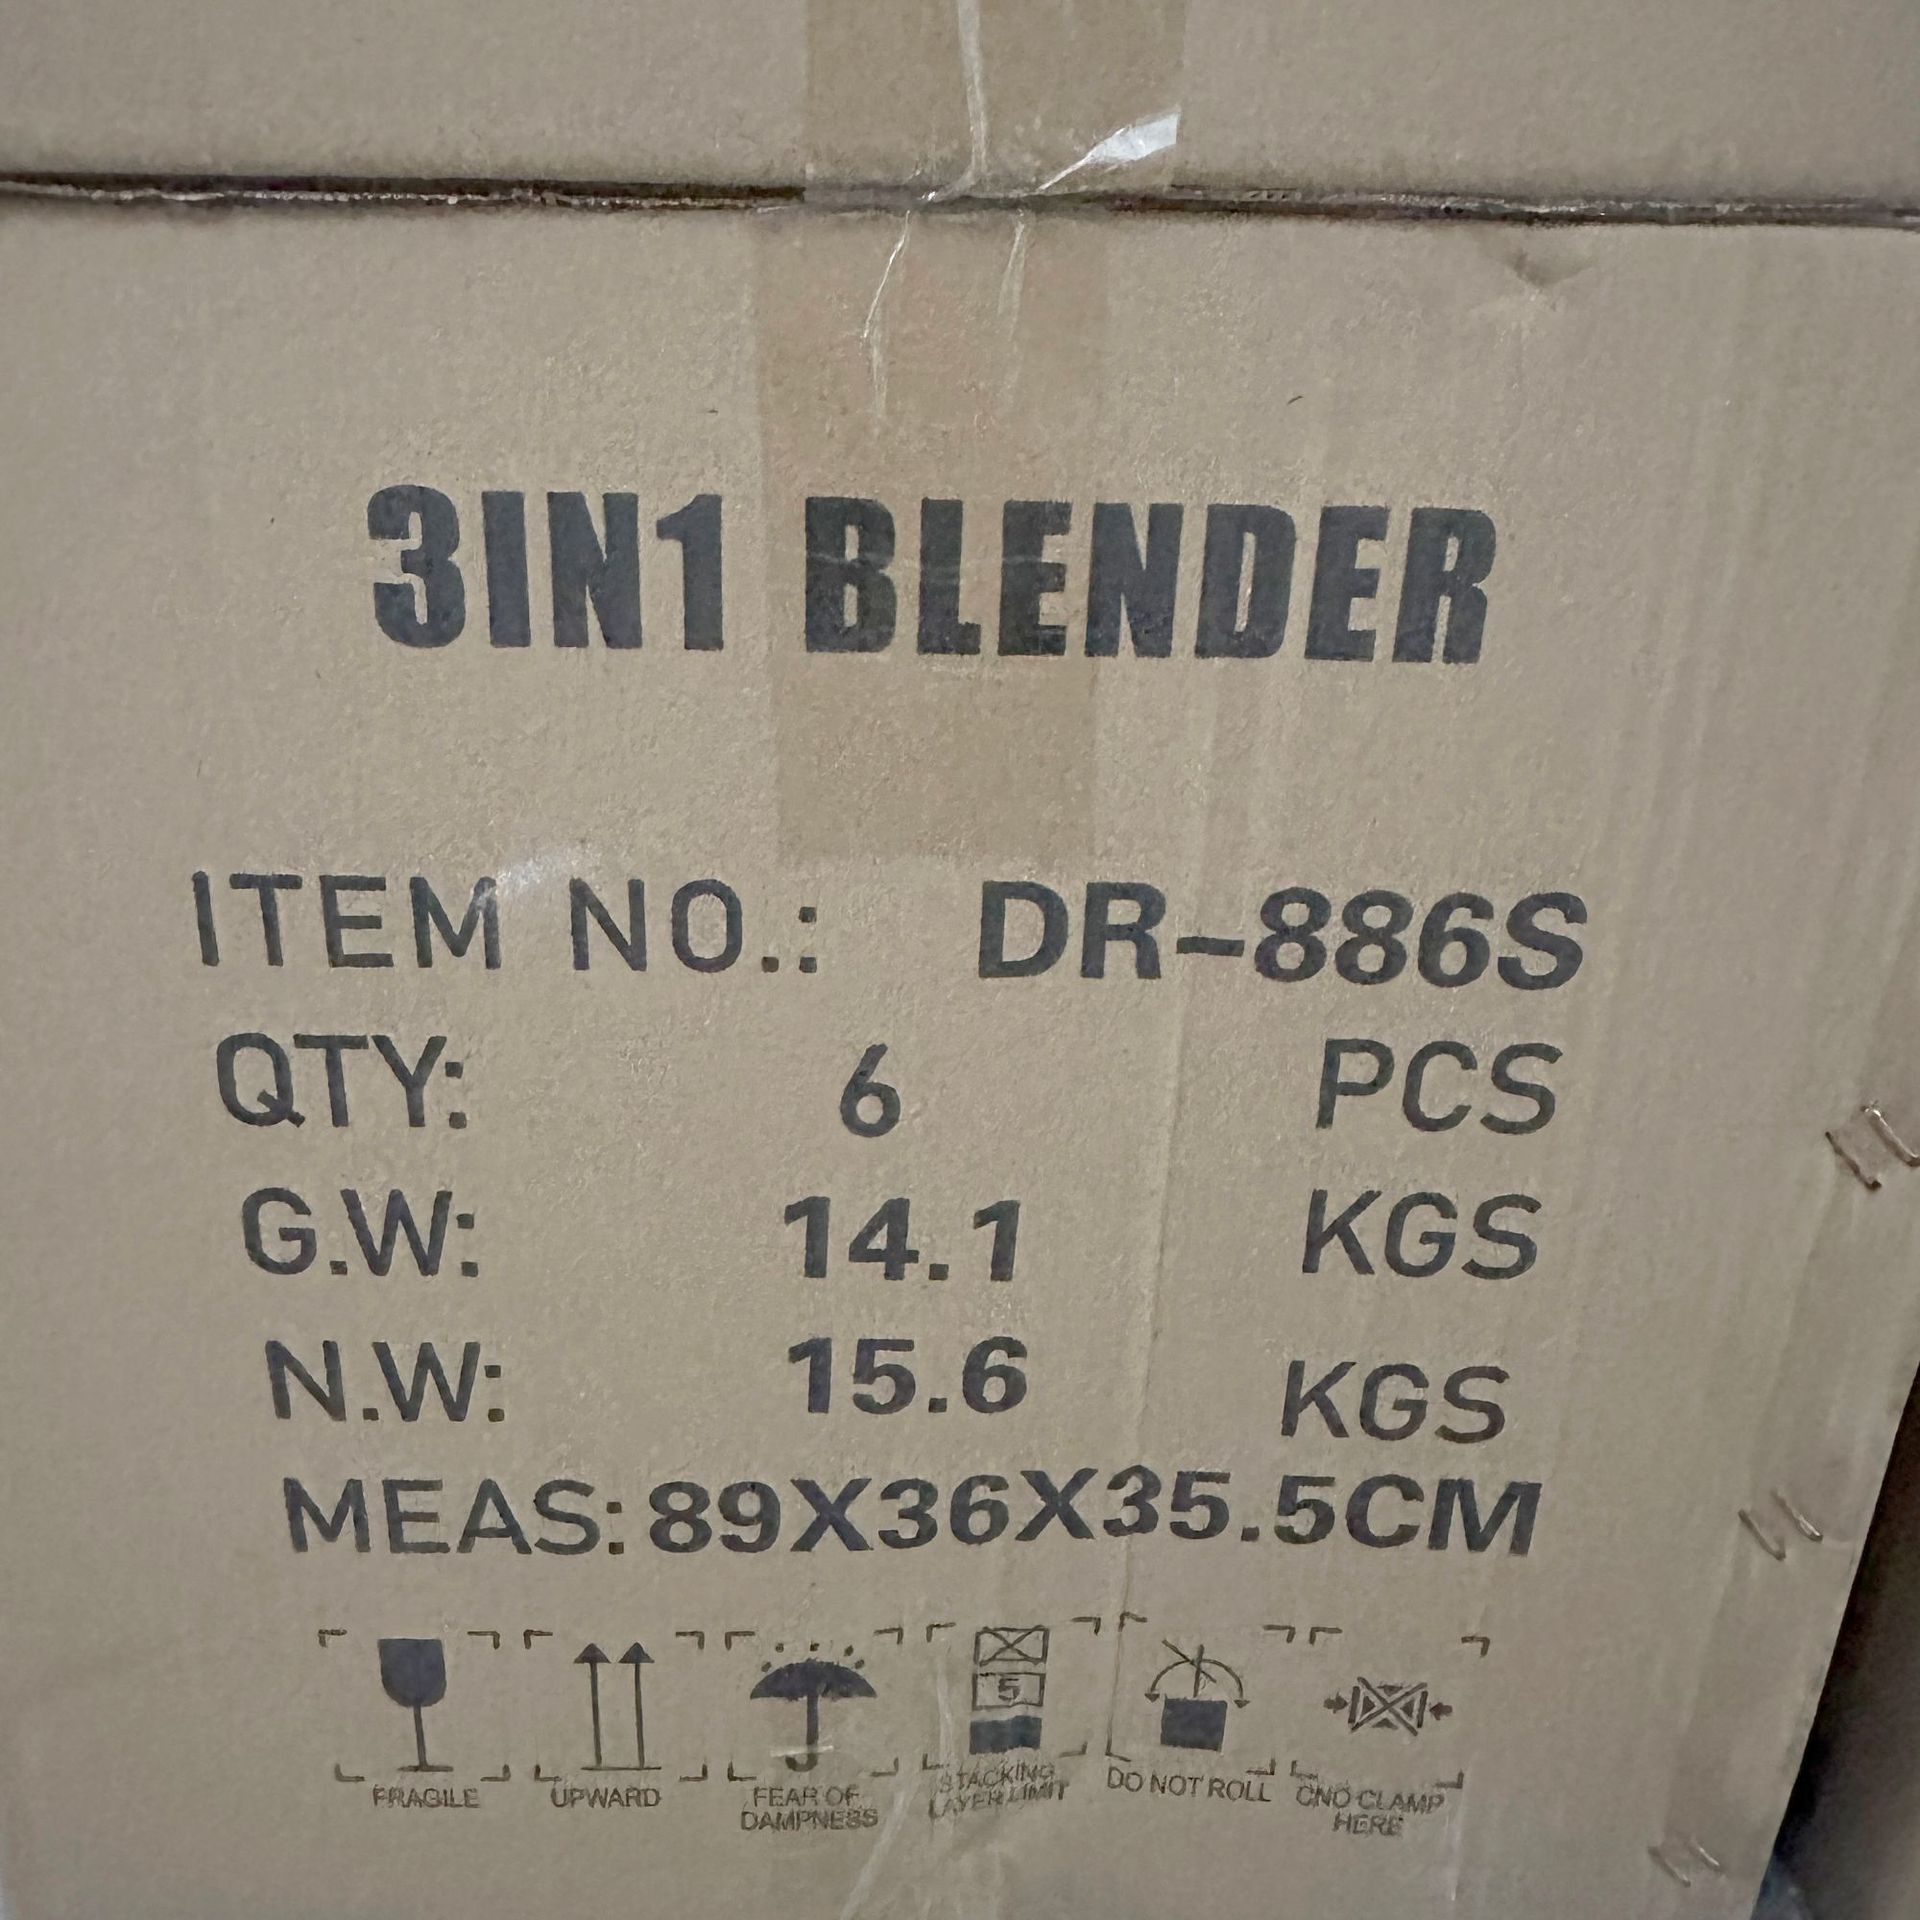 3IN1 BLENDER
ITEM NO.: DR-886S
QTY: 6 PCS
G.W: 14.1 KGS
N.W: 15.6 KGS
MEAS: 89X36X35.5CM
5
FRAGILE
UPWARD
FEAR OF
DAMPNESS
STACKING
LAYER LIMIT
DO NOT ROLL
CNO CLAMP
HERE